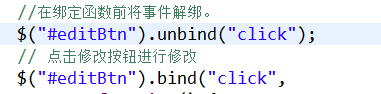 //在绑定函数前将事件解绑。
$("#editBtn").unbind("click");
// 点击修改按钮进行修改
$("#editBtn").bind("click",